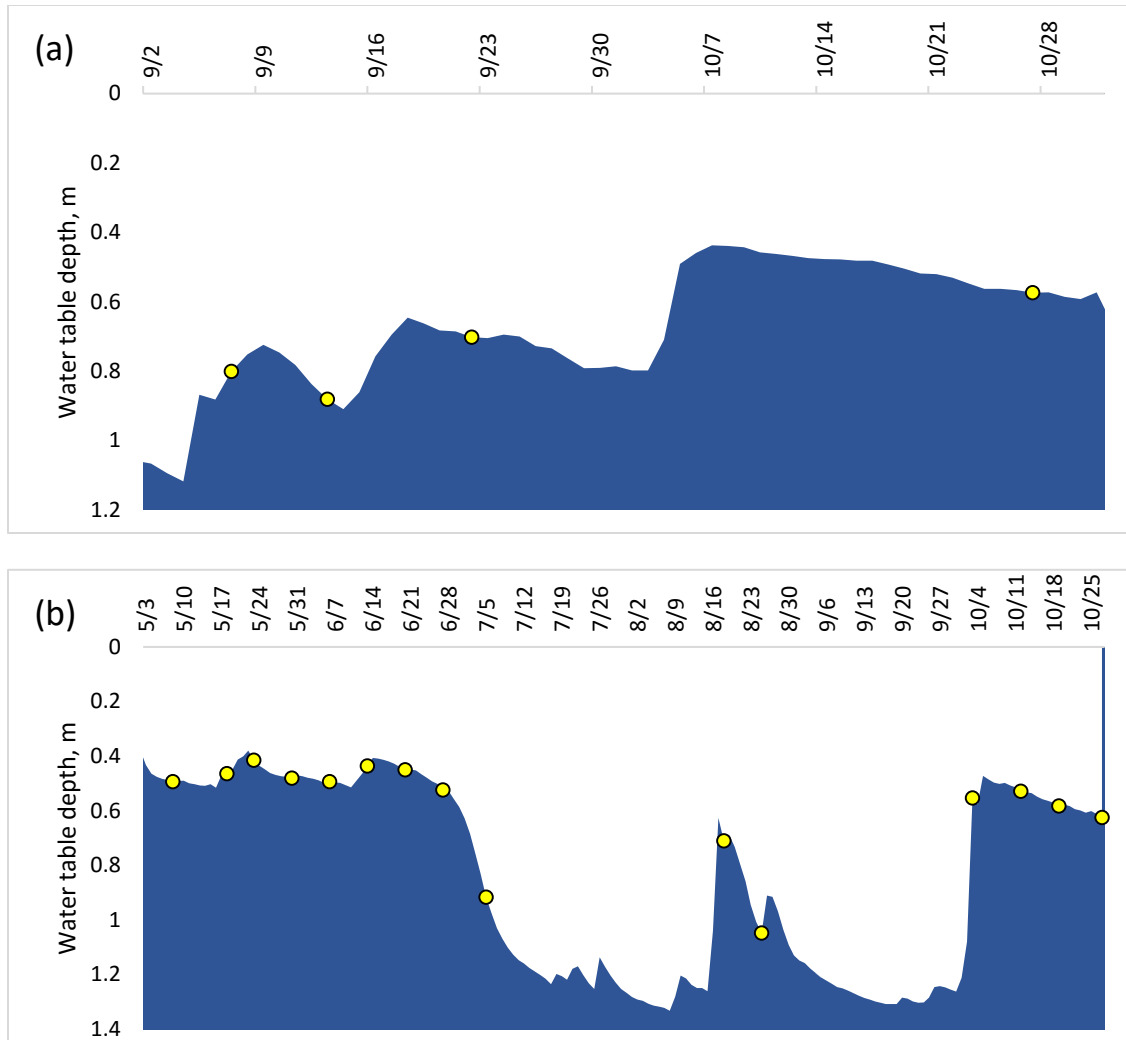 (a)
9/2 9/9 9/16 9/23 9/30 10/7 10/14 10/21 10/28
Water table depth, m
0
0.2
0.4
0.6
0.8
1
1.2
(b)
5/3 5/10 5/17 5/24 5/31 6/7 6/14 6/21 6/28 7/5 7/12 7/19 7/26 8/2 8/9 8/16 8/23 8/30 9/6 9/13 9/20 9/27 10/4 10/11 10/18 10/25
Water table depth, m
0
0.2
0.4
0.6
0.8
1
1.2
1.4